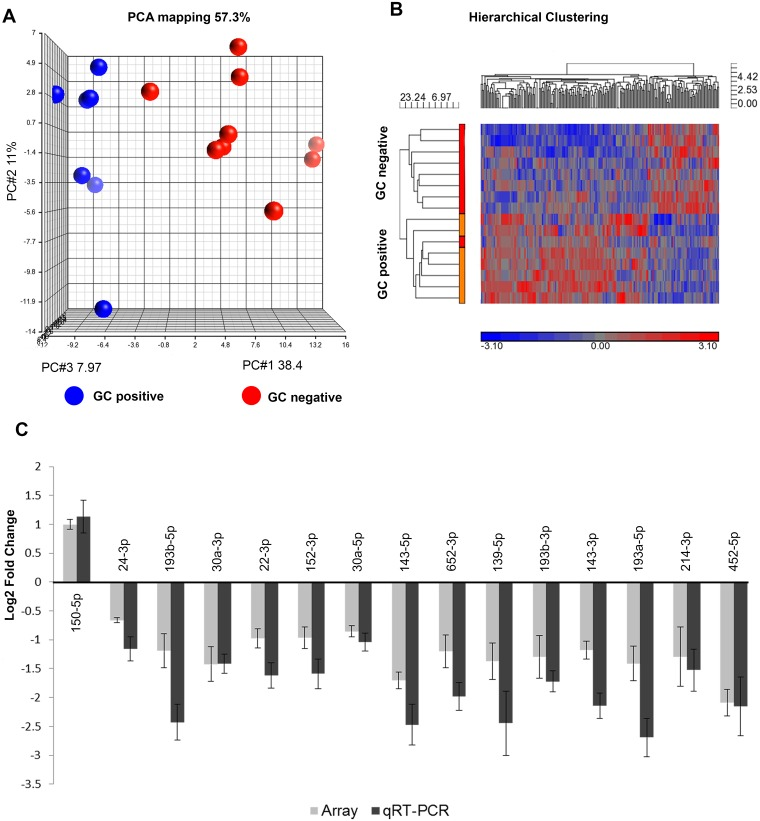 A
PCA mapping 57.3%
7
4.9
2.8
0.7
-1.4
-3.5
-5.6
-7.7
-9.8
-11.9
-14
PC#2 11%
-9.2
-6.4
-3.6
-0.8
2
4.8
7.6
10.4
13.2
16
PC#3 7.97
PC#1 38.4
GC positive
GC negative
B
Hierarchical Clustering
4.42
2.53
0.00
23.24 6.97
GC negative
GC positive
-3.10
0.00
3.10
C
Log2 Fold Change
2
1.5
1
0.5
0
-0.5
-1
-1.5
-2
-2.5
-3
-3.5
150-5p
24-3p
193b-5p
30a-3p
22-3p
152-3p
30a-5p
143-5p
652-3p
139-5p
193b-3p
143-3p
193a-5p
214-3p
452-5p
Array
qRT-PCR